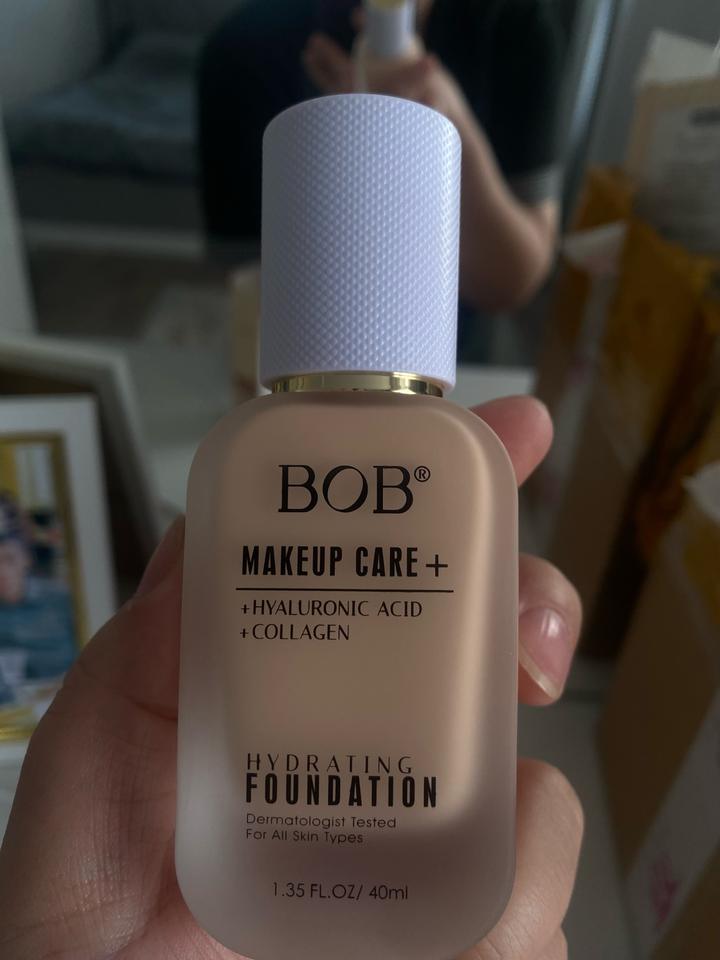 BOB®
MAKEUP CARE+
+HYALURONIC ACID
+COLLAGEN
HYDRATING
FOUNDATION
Dermatologist Tested
For All Skin Types
1.35 FL.OZ/ 40ml